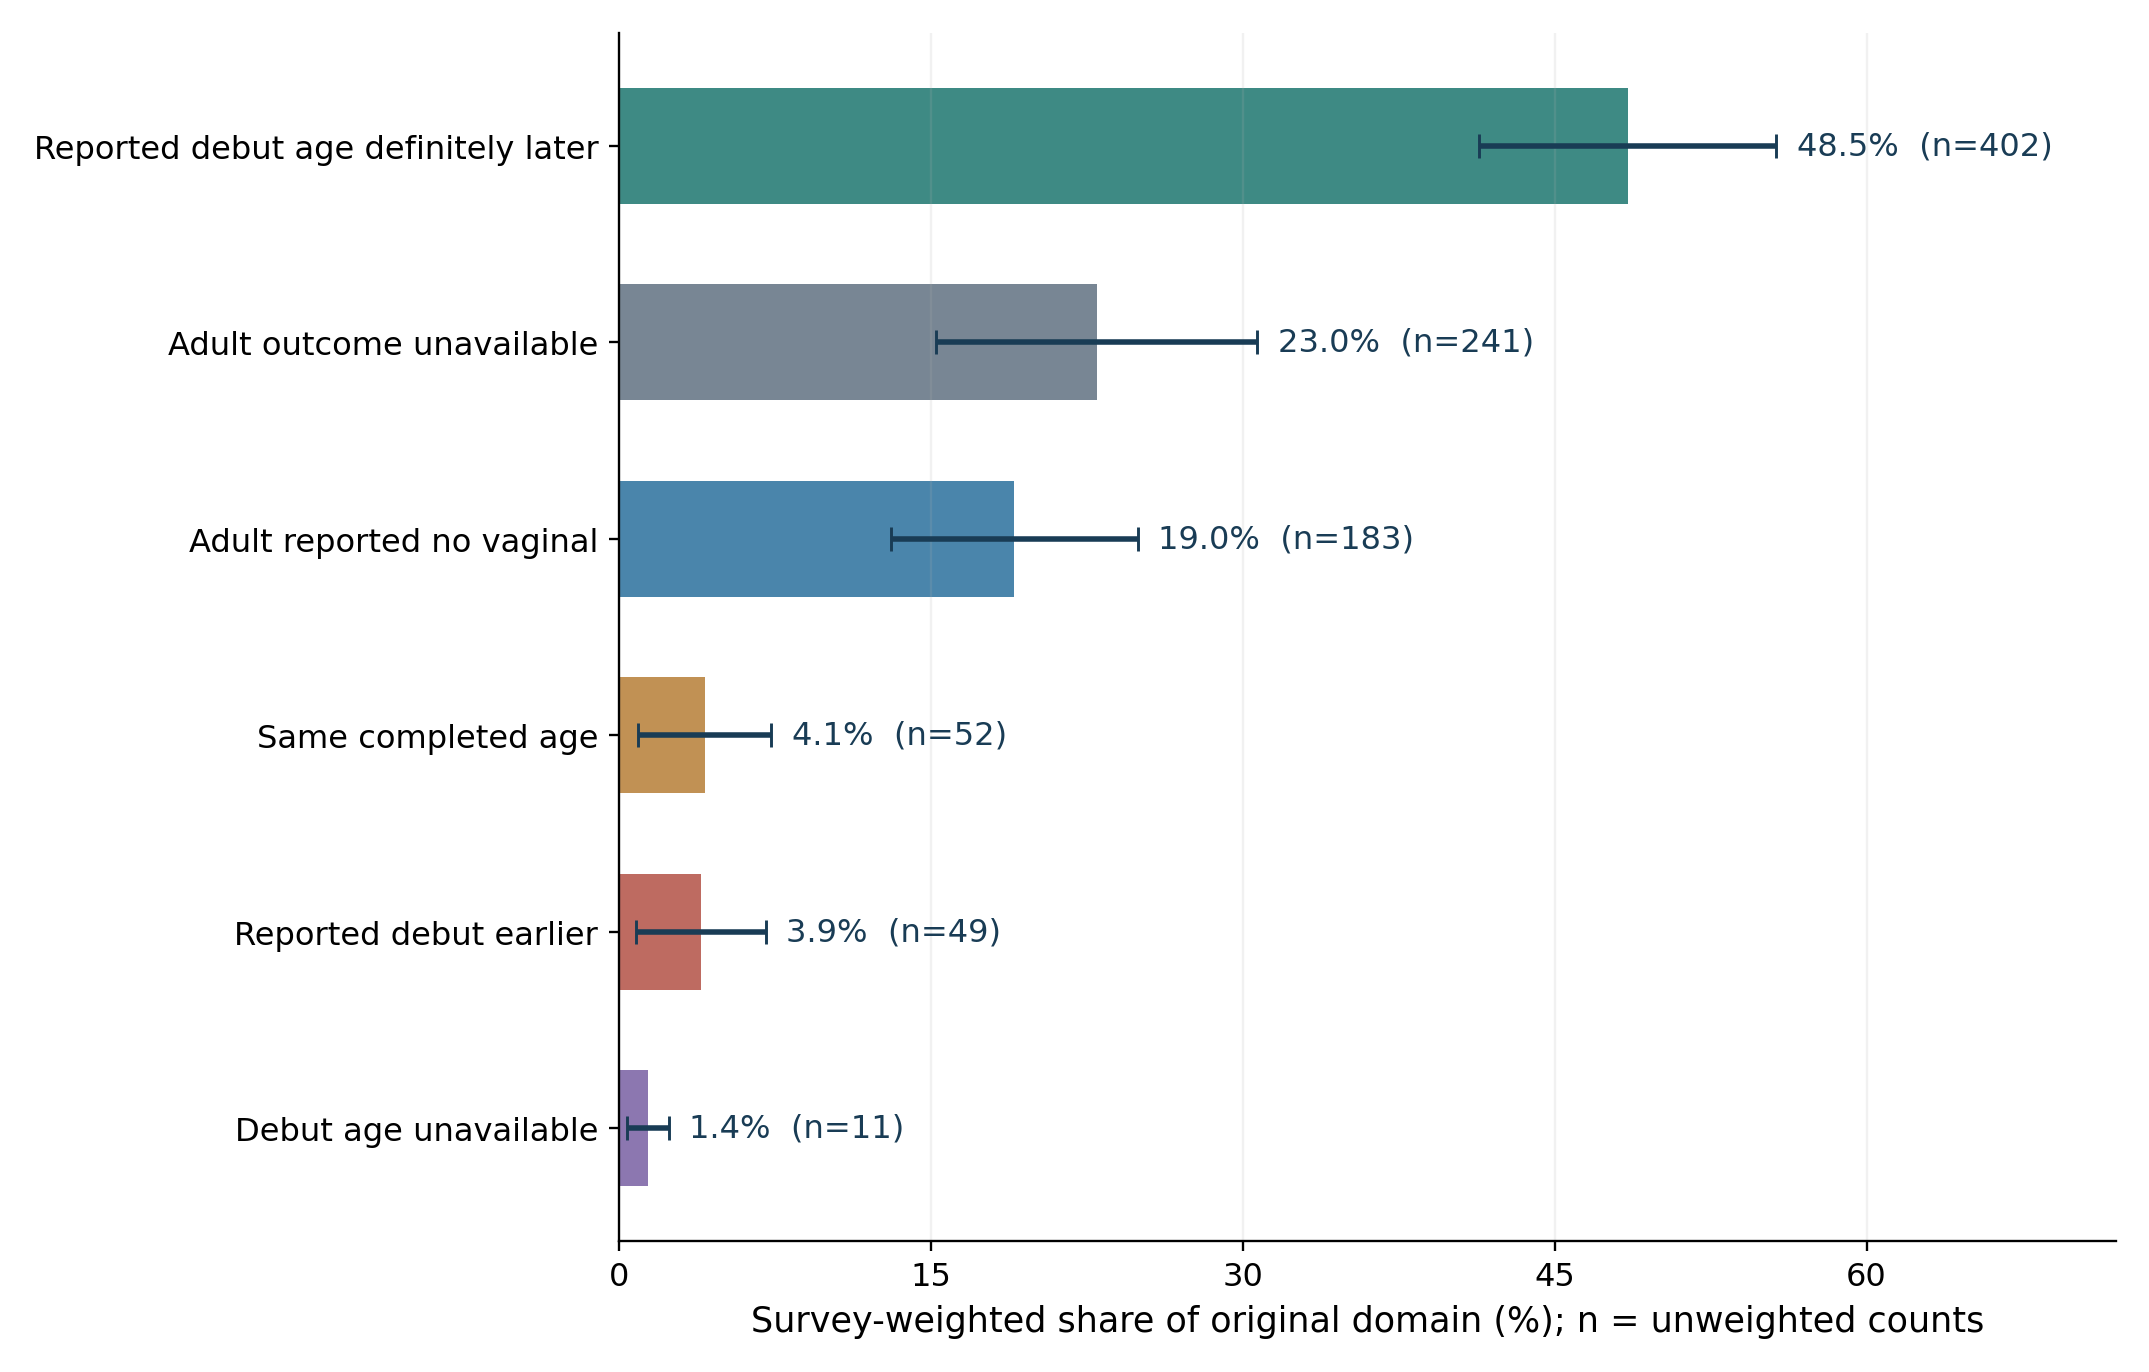 Reported debut age definitely later
48.5%  (n=402)
Adult outcome unavailable
23.0%  (n=241)
Adult reported no vaginal
19.0%  (n=183)
Same completed age
4.1%  (n=52)
Reported debut earlier
3.9%  (n=49)
Debut age unavailable
1.4%  (n=11)
0 15 30 45 60
Survey-weighted share of original domain (%); n = unweighted counts